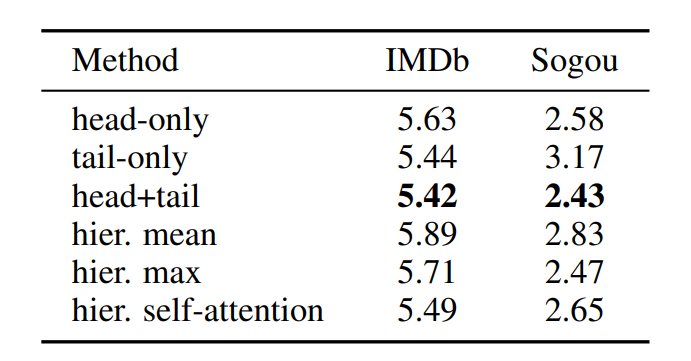 Method IMDb Sogou
head-only 5.63 2.58
tail-only 5.44 3.17
head+tail 5.42 2.43
hier. mean 5.89 2.83
hier. max 5.71 2.47
hier. self-attention 5.49 2.65